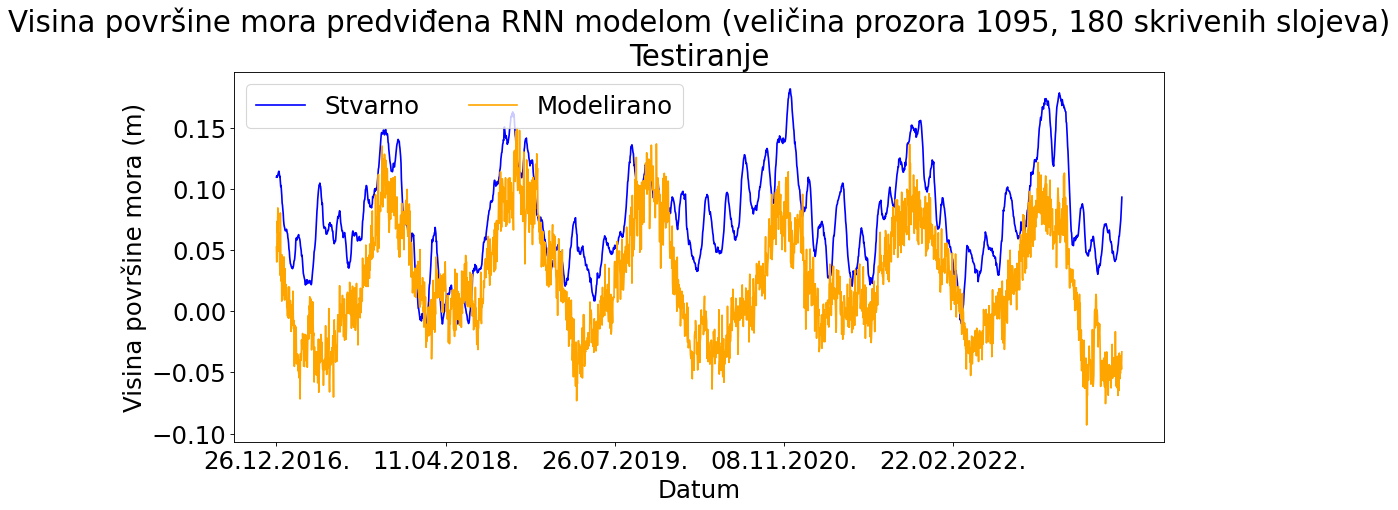 Visina površine mora predviđena RNN modelom (veličina prozora 1095, 180 skrivenih slojeva)
Testiranje
Stvarno Modelirano
Visina površine mora (m)
0.15
0.10
0.05
0.00
−0.05
−0.10
26.12.2016. 11.04.2018. 26.07.2019. 08.11.2020. 22.02.2022.
Datum